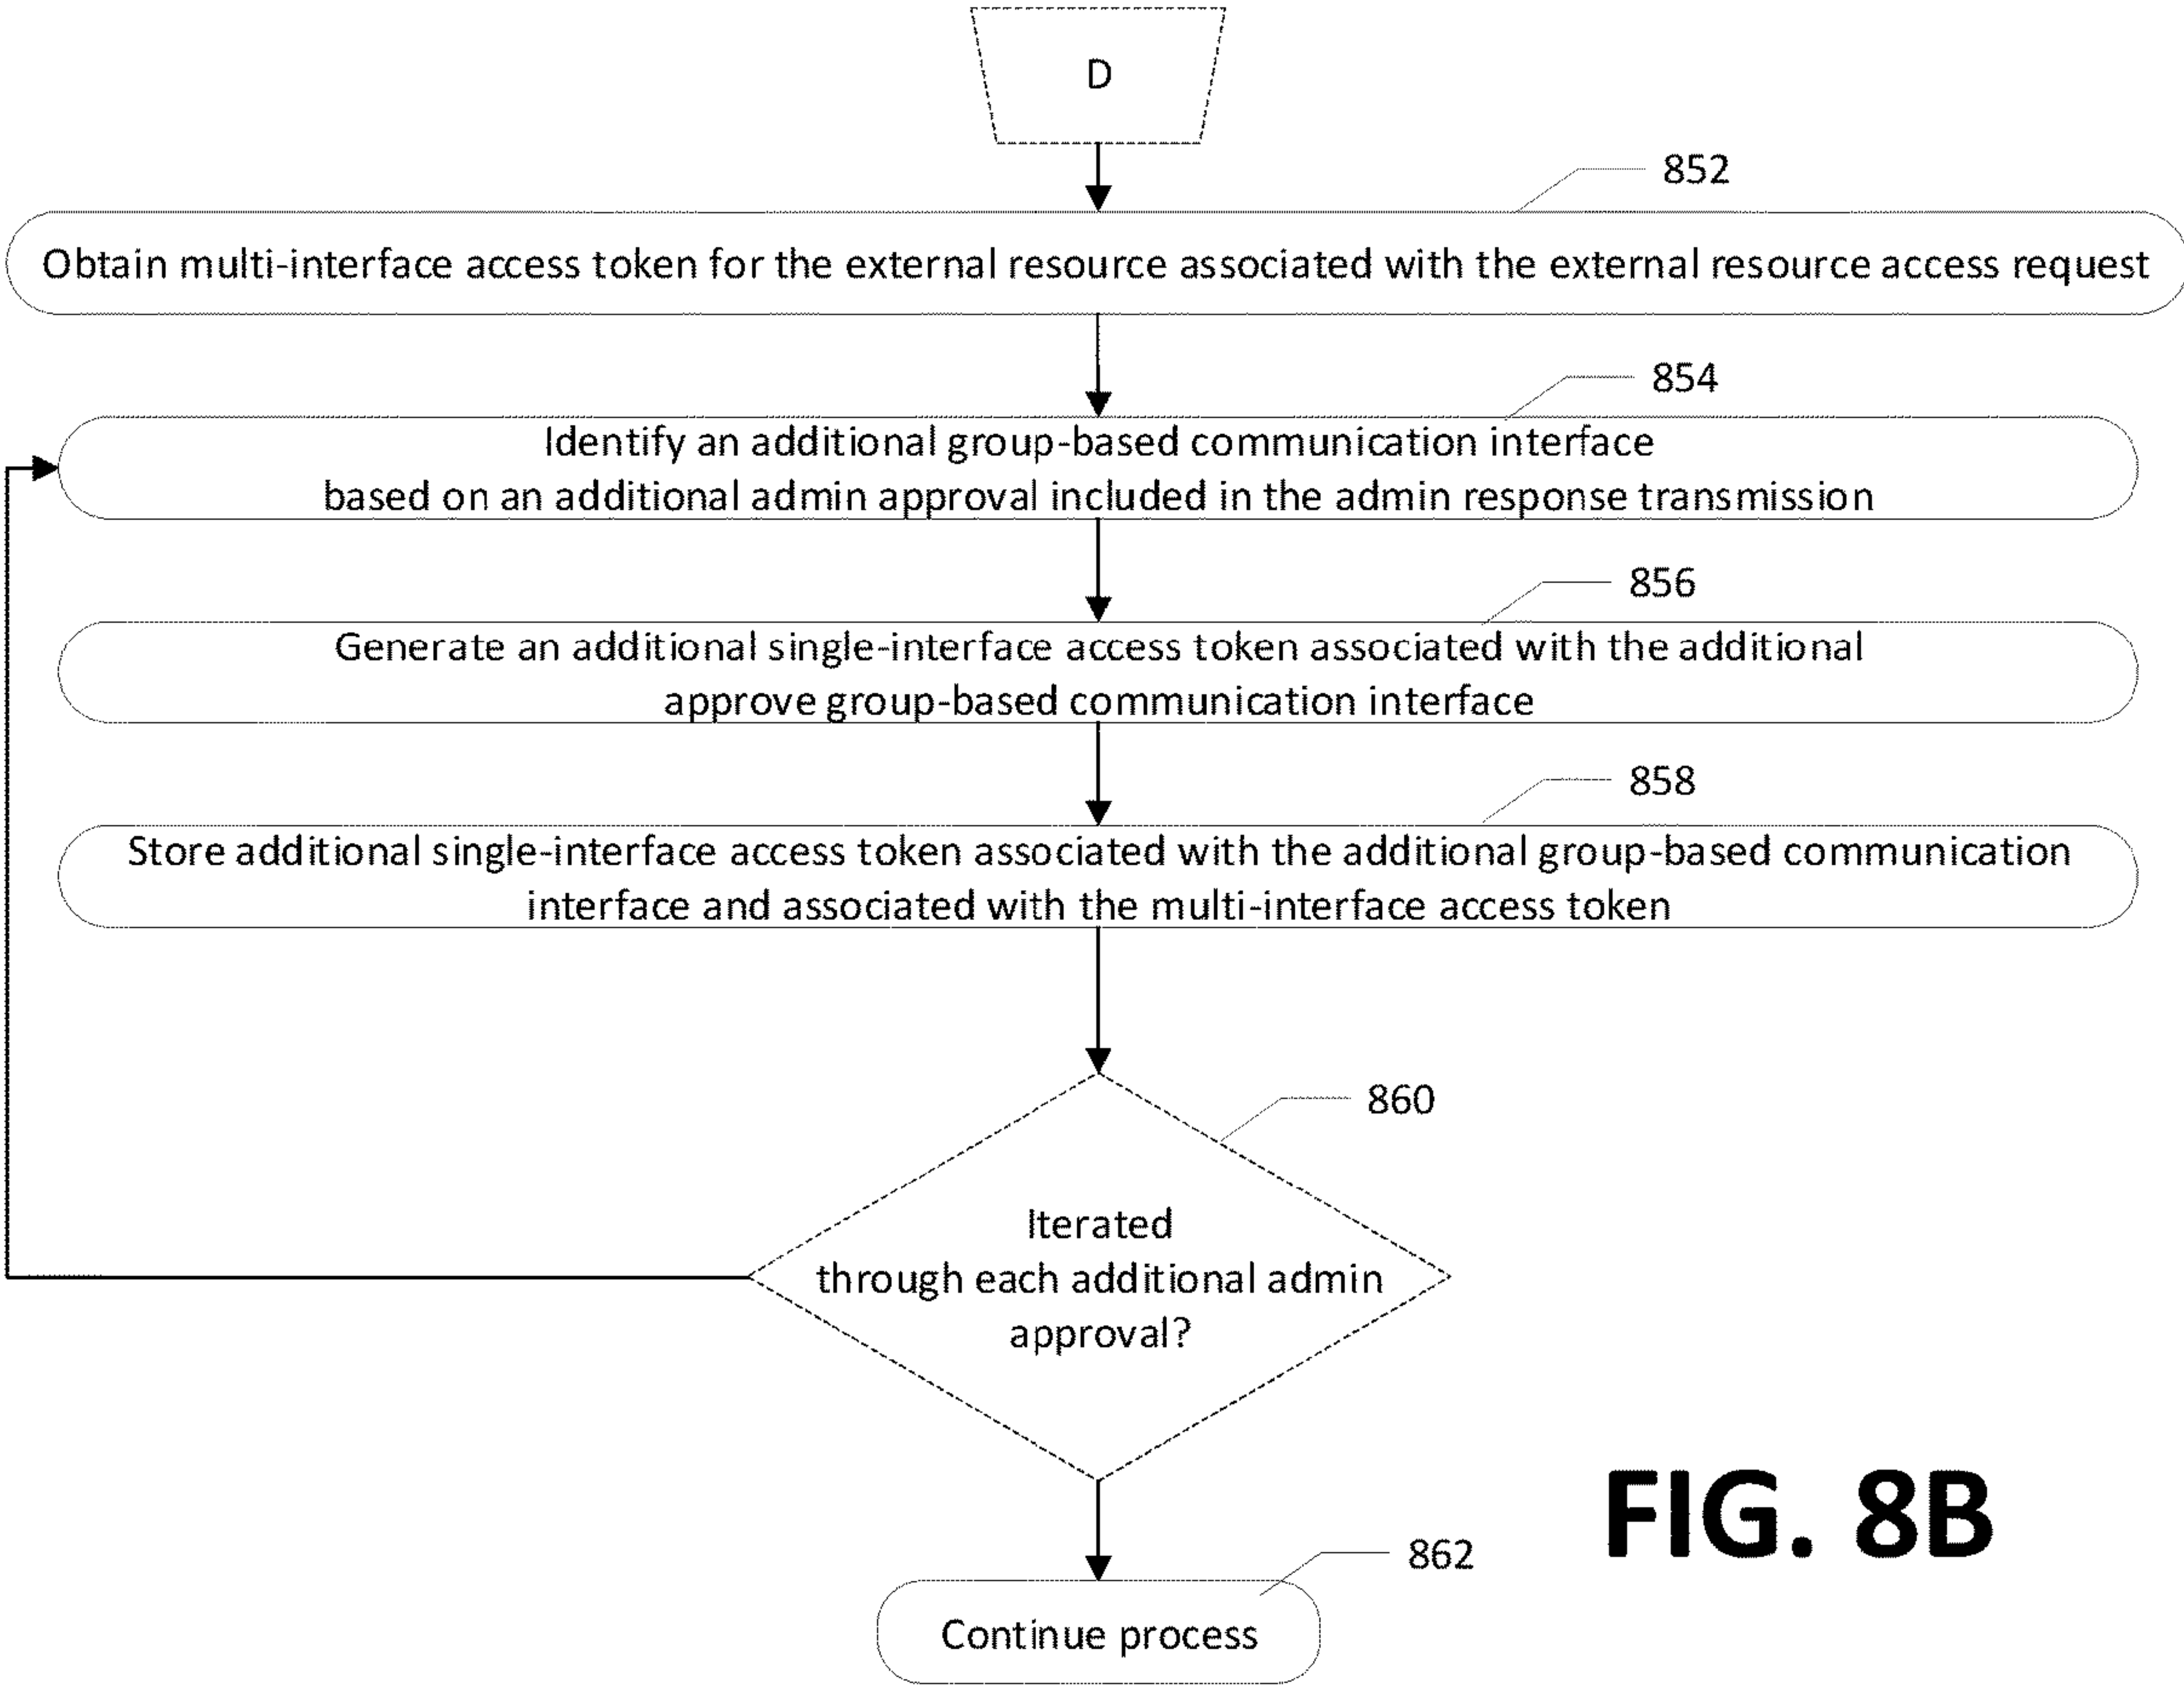 D
852
Obtain multi-interface access token for the external resource associated with the external resource access request
854
Identify an additional group-based communication interface
based on an additional admin approval included in the admin response transmission
856
Generate an additional single-interface access token associated with the additional
approve group-based communication interface
858
Store additional single-interface access token associated with the additional group-based communication
interface and associated with the multi-interface access token
860
Iterated
through each additional admin
approval?
862
Continue process
FIG. 8B